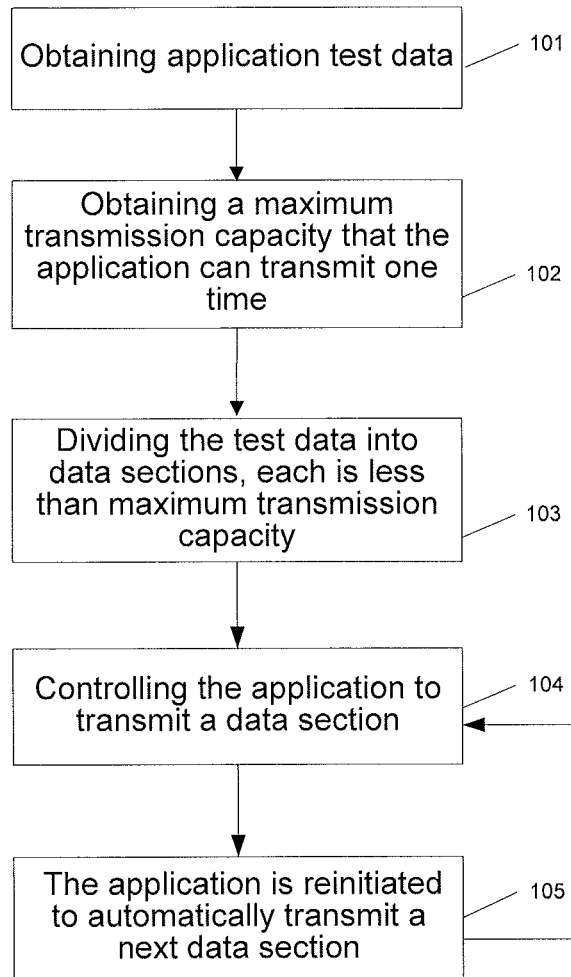 Obtaining application test data
101
Obtaining a maximum
transmission capacity that the
application can transmit one
time
102
Dividing the test data into
data sections, each is less
than maximum transmission
capacity
103
Controlling the application to
transmit a data section
104
The application is reinitiated
to automatically transmit a
next data section
105